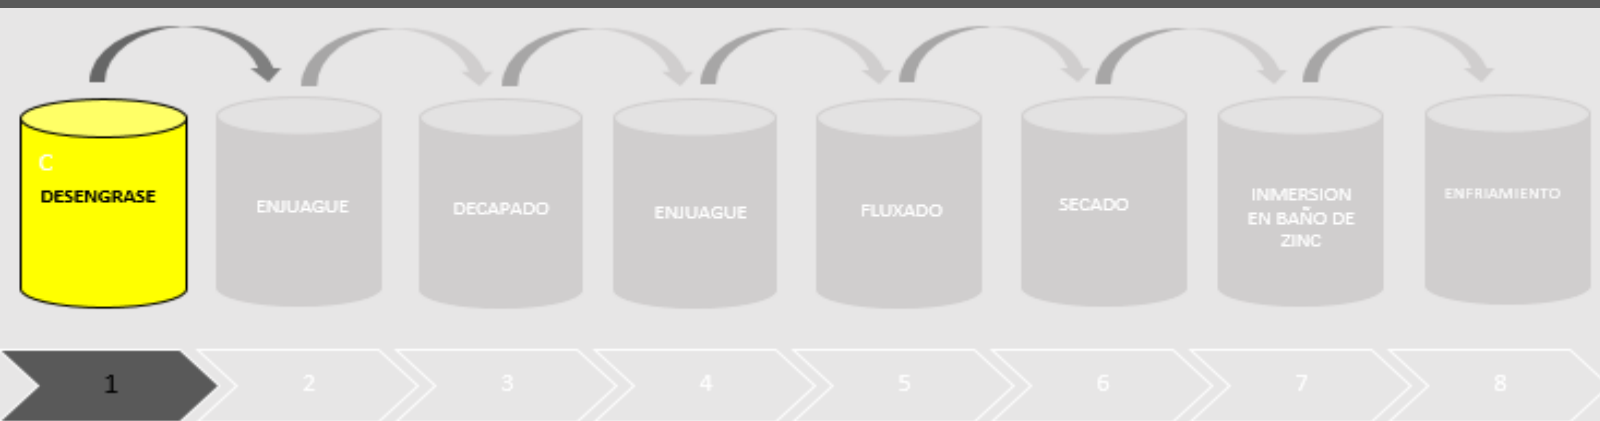 C
DESENGRASE
ENJUAGUE
DECAPADO
ENJUAGUE
FLUXADO
SECADO
INMERSION
EN BAÑO DE
ZINC
ENFRIAMIENTO
1
2
3
4
5
6
7
8